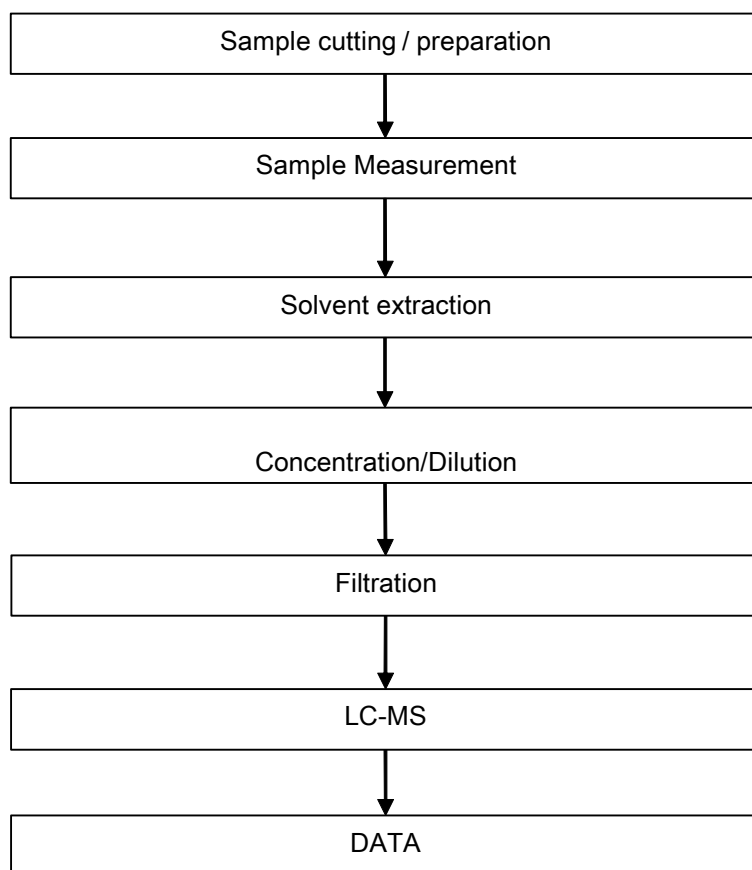 Sample cutting / preparation
Sample Measurement
Solvent extraction
Concentration/Dilution
Filtration
LC-MS
DATA